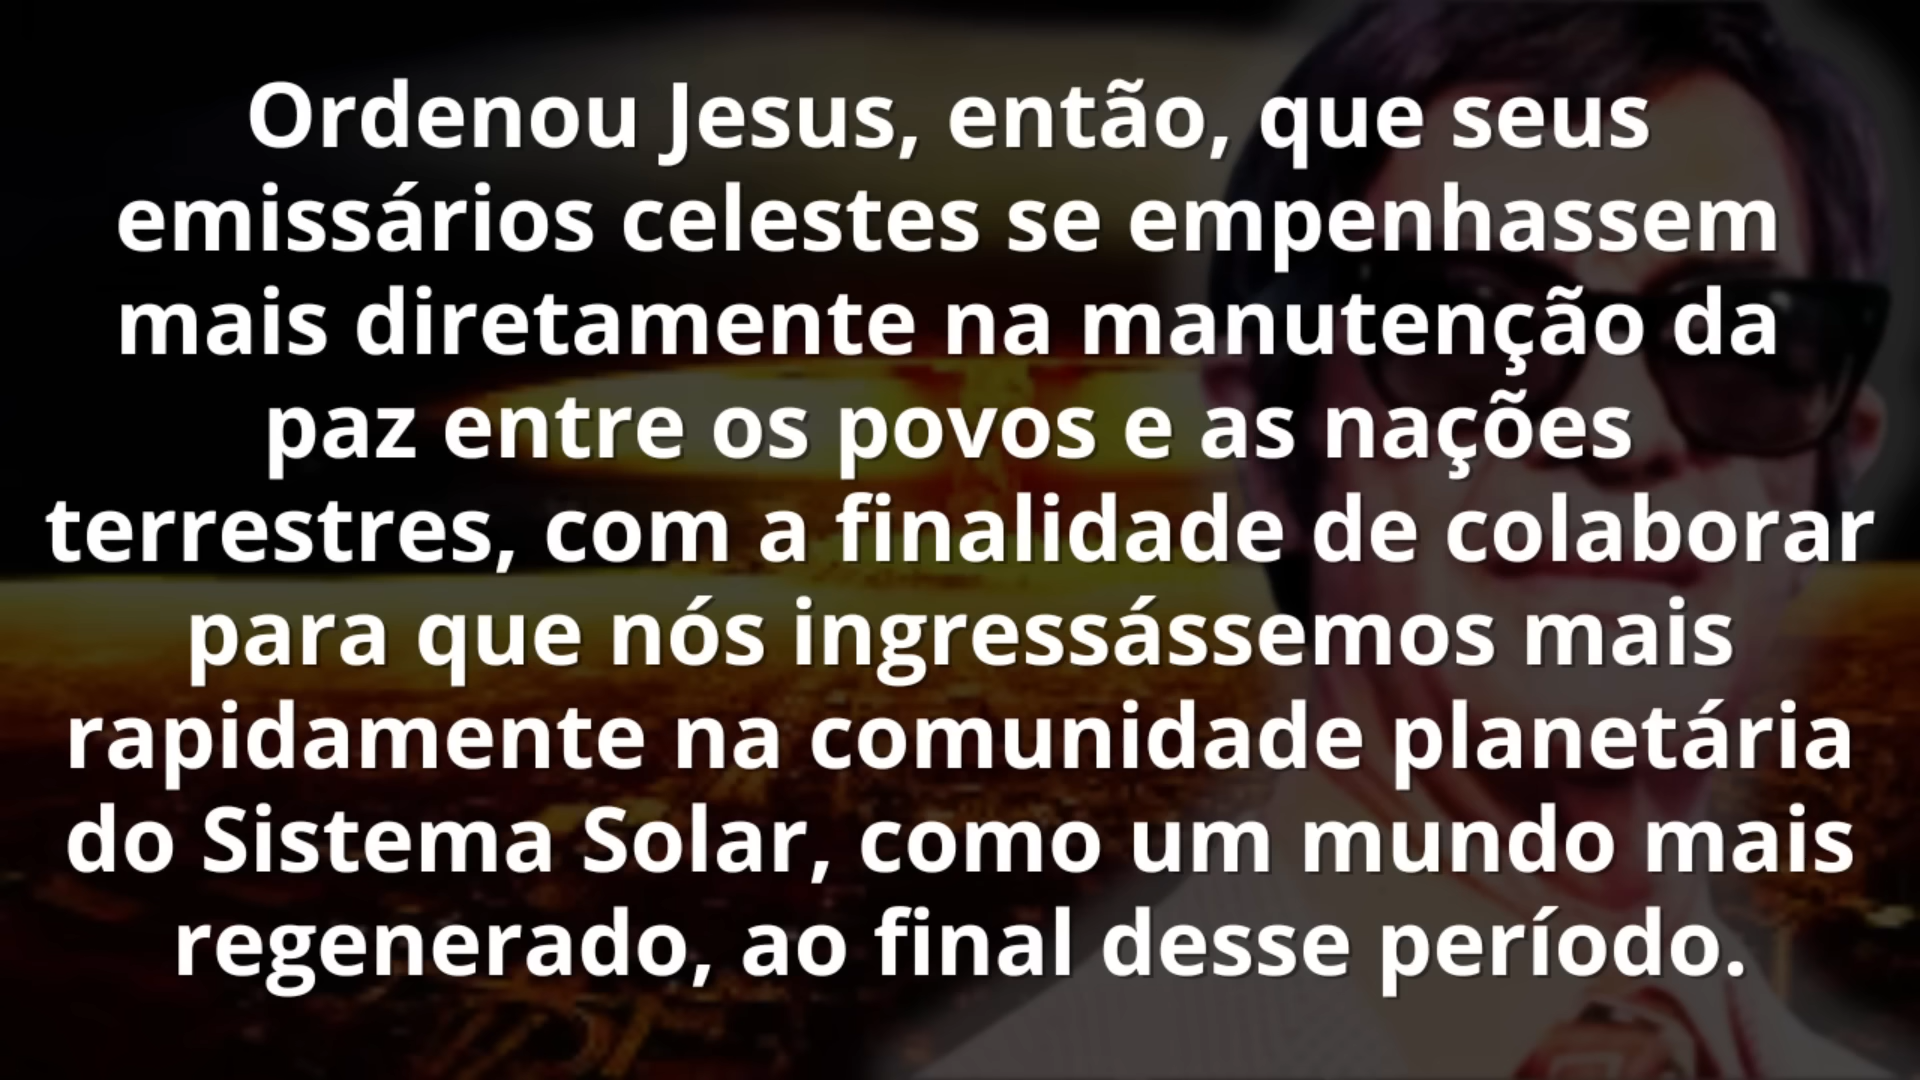 Ordenou Jesus, então, que seus
emissários celestes se empenhassem
mais diretamente na manutenção da
paz entre os povos e as nações
terrestres, com a finalidade de colaborar
para que nós ingressássemos mais
rapidamente na comunidade planetária
do Sistema Solar, como um mundo mais
regenerado, ao final desse período.